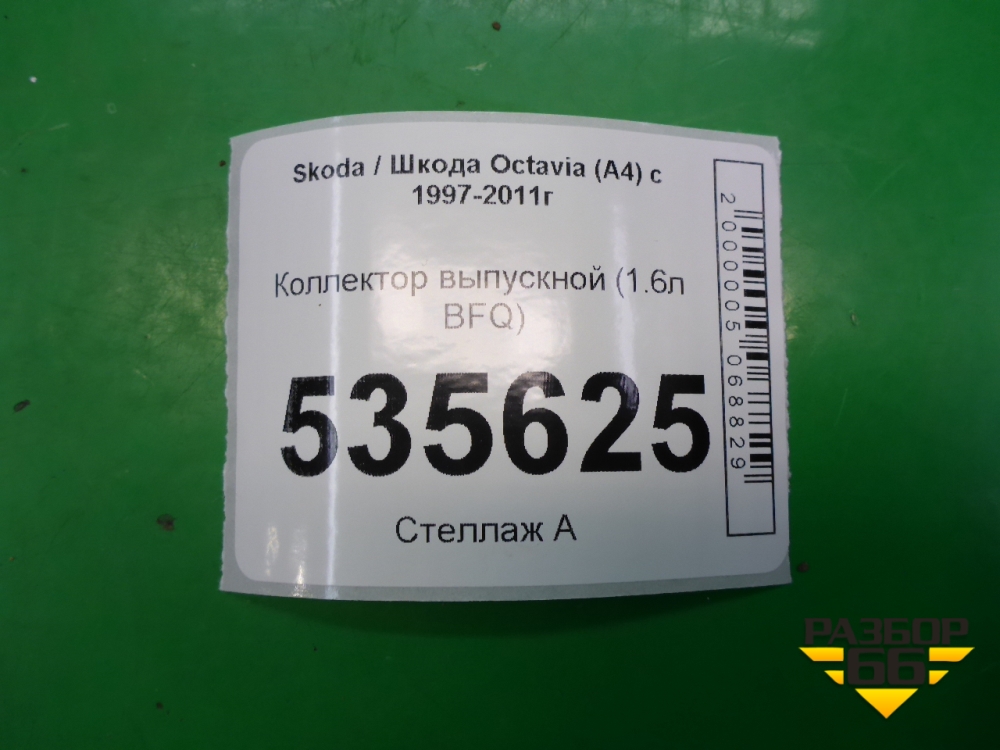 Skoda / Шкода Octavia (A4) с
1997-2011г
Коллектор выпускной (1.6л
BFQ)
535625
Стеллаж А
2000005068829
РАЗБОР
66